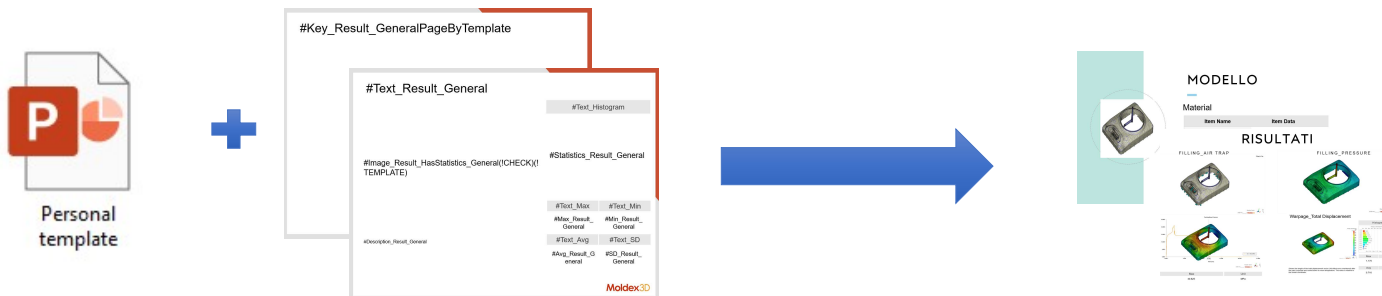 P
Personal
template
#Key_Result_GeneralPageByTemplate
#Text_Result_General
#Text_Histogram
#Image_Result_HasStatistics_General(!CHECK)(!
TEMPLATE)
#Statistics_Result_General
#Text_Max
#Text_Min
#Max_Result_
General
#Min_Result_
General
#Text_Avg
#Text_SD
#Avg_Result_G
eneral
#SD_Result_
General
#Description_Result_General
Moldex3D
MODELLO
Material
Item Name
Item Data
RISULTATI
FILLING_AIR TRAP
FILLING_PRESSURE
Warpage_Total Displacement